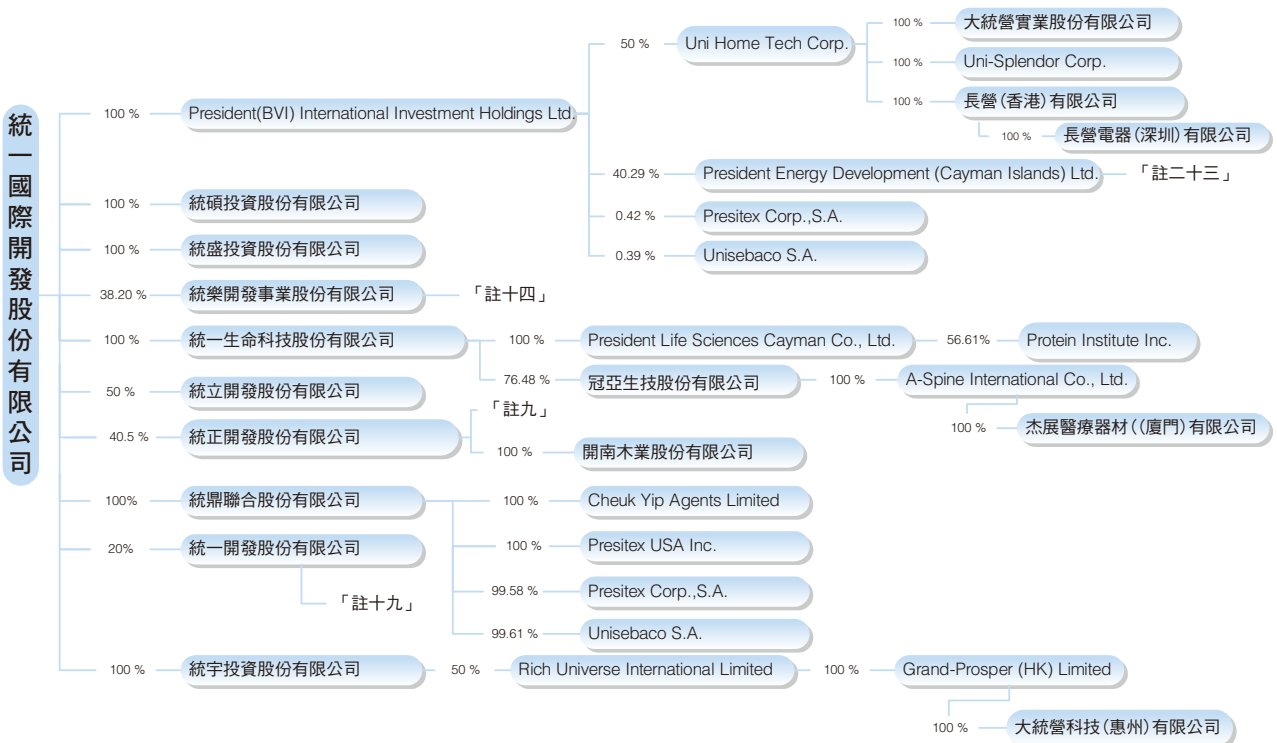 統一國際開發股份有限公司
100 %
President(BVI) International Investment Holdings Ltd.
50 %
Uni Home Tech Corp.
100 %
大統營實業股份有限公司
100 %
Uni-Splendor Corp.
100 %
長營(香港)有限公司
100 %
長營電器(深圳)有限公司
40.29 %
President Energy Development (Cayman Islands) Ltd.
「註二十三」
0.42 %
Presitex Corp.,S.A.
0.39 %
Unisebaco S.A.
100 %
統碩投資股份有限公司
100 %
統盛投資股份有限公司
38.20 %
統樂開發事業股份有限公司
「註十四」
100 %
統一生命科技股份有限公司
100 %
President Life Sciences Cayman Co., Ltd.
56.61%
Protein Institute Inc.
76.48 %
冠亞生技股份有限公司
100 %
A-Spine International Co., Ltd.
100 %
杰展醫療器材((廈門)有限公司
50 %
統立開發股份有限公司
40.5 %
統正開發股份有限公司
「註九」
100 %
開南木業股份有限公司
100%
統鼎聯合股份有限公司
100 %
Cheuk Yip Agents Limited
100 %
Presitex USA Inc.
99.58 %
Presitex Corp.,S.A.
99.61 %
Unisebaco S.A.
20%
統一開發股份有限公司
「註十九」
100 %
統宇投資股份有限公司
50 %
Rich Universe International Limited
100 %
Grand-Prosper (HK) Limited
100 %
大統營科技(惠州)有限公司